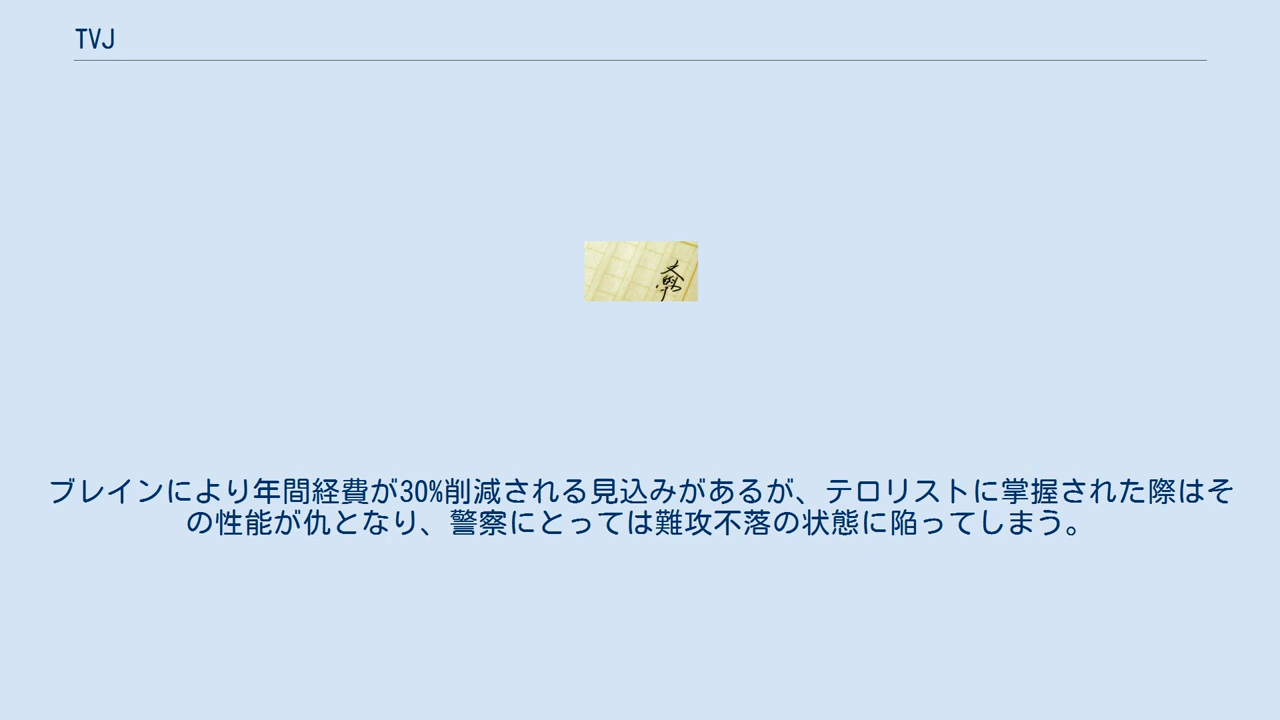 TVJ
ブレインにより年間経費が30%削減される見込みがあるが、テロリストに掌握された際はそ
の性能が仇となり、警察にとっては難攻不落の状態に陥ってしまう。